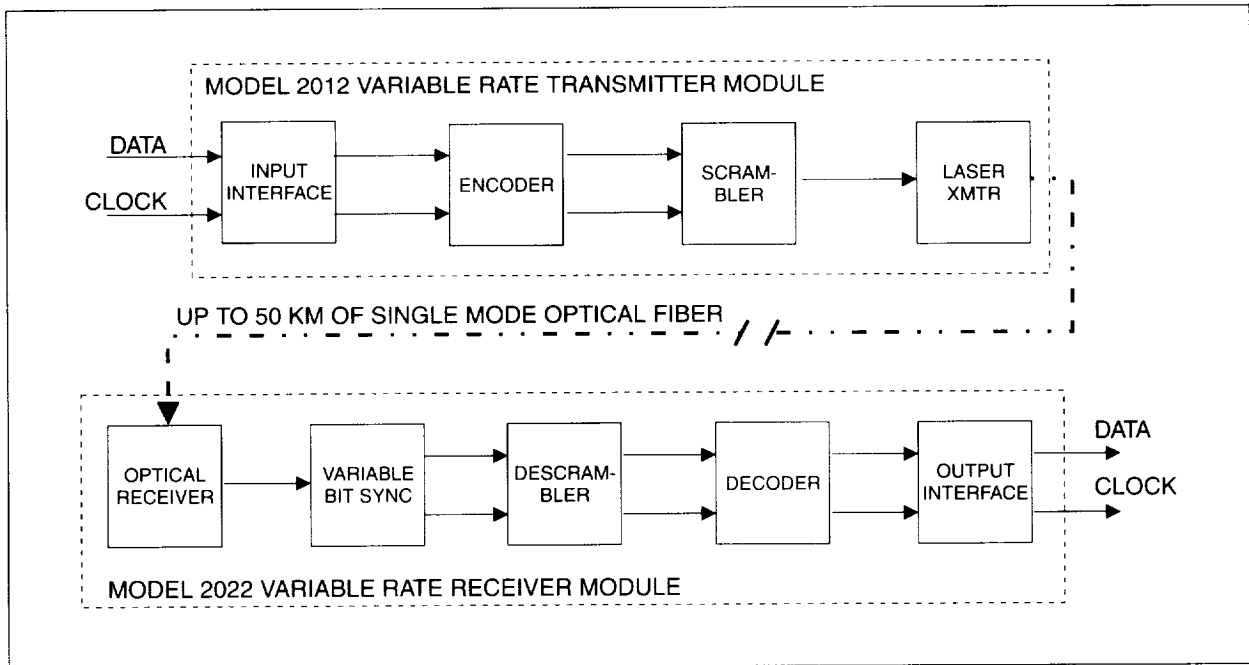 MODEL 2012 VARIABLE RATE TRANSMITTER MODULE
DATA
CLOCK
INPUT
INTERFACE
ENCODER
SCRAM-
BLER
LASER
XMTR
UP TO 50 KM OF SINGLE MODE OPTICAL FIBER
OPTICAL
RECEIVER
VARIABLE
BIT SYNC
DESCRAM-
BLER
DECODER
OUTPUT
INTERFACE
DATA
CLOCK
MODEL 2022 VARIABLE RATE RECEIVER MODULE